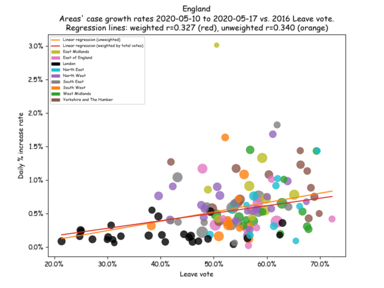 England
Areas' case growth rates 2020-05-10 to 2020-05-17 vs. 2016 Leave vote.
Regression lines: weighted r=0.327 (red), unweighted r=0.340 (orange)
Linear regression (unweighted)
Linear regression (weighted by total votes)
East Midlands
East of England
London
North East
North West
South East
South West
West Midlands
Yorkshire and The Humber
Daily % increase rate
3.0%
2.5%
2.0%
1.5%
1.0%
0.5%
0.0%
20.0% 30.0% 40.0% 50.0% 60.0% 70.0%
Leave vote